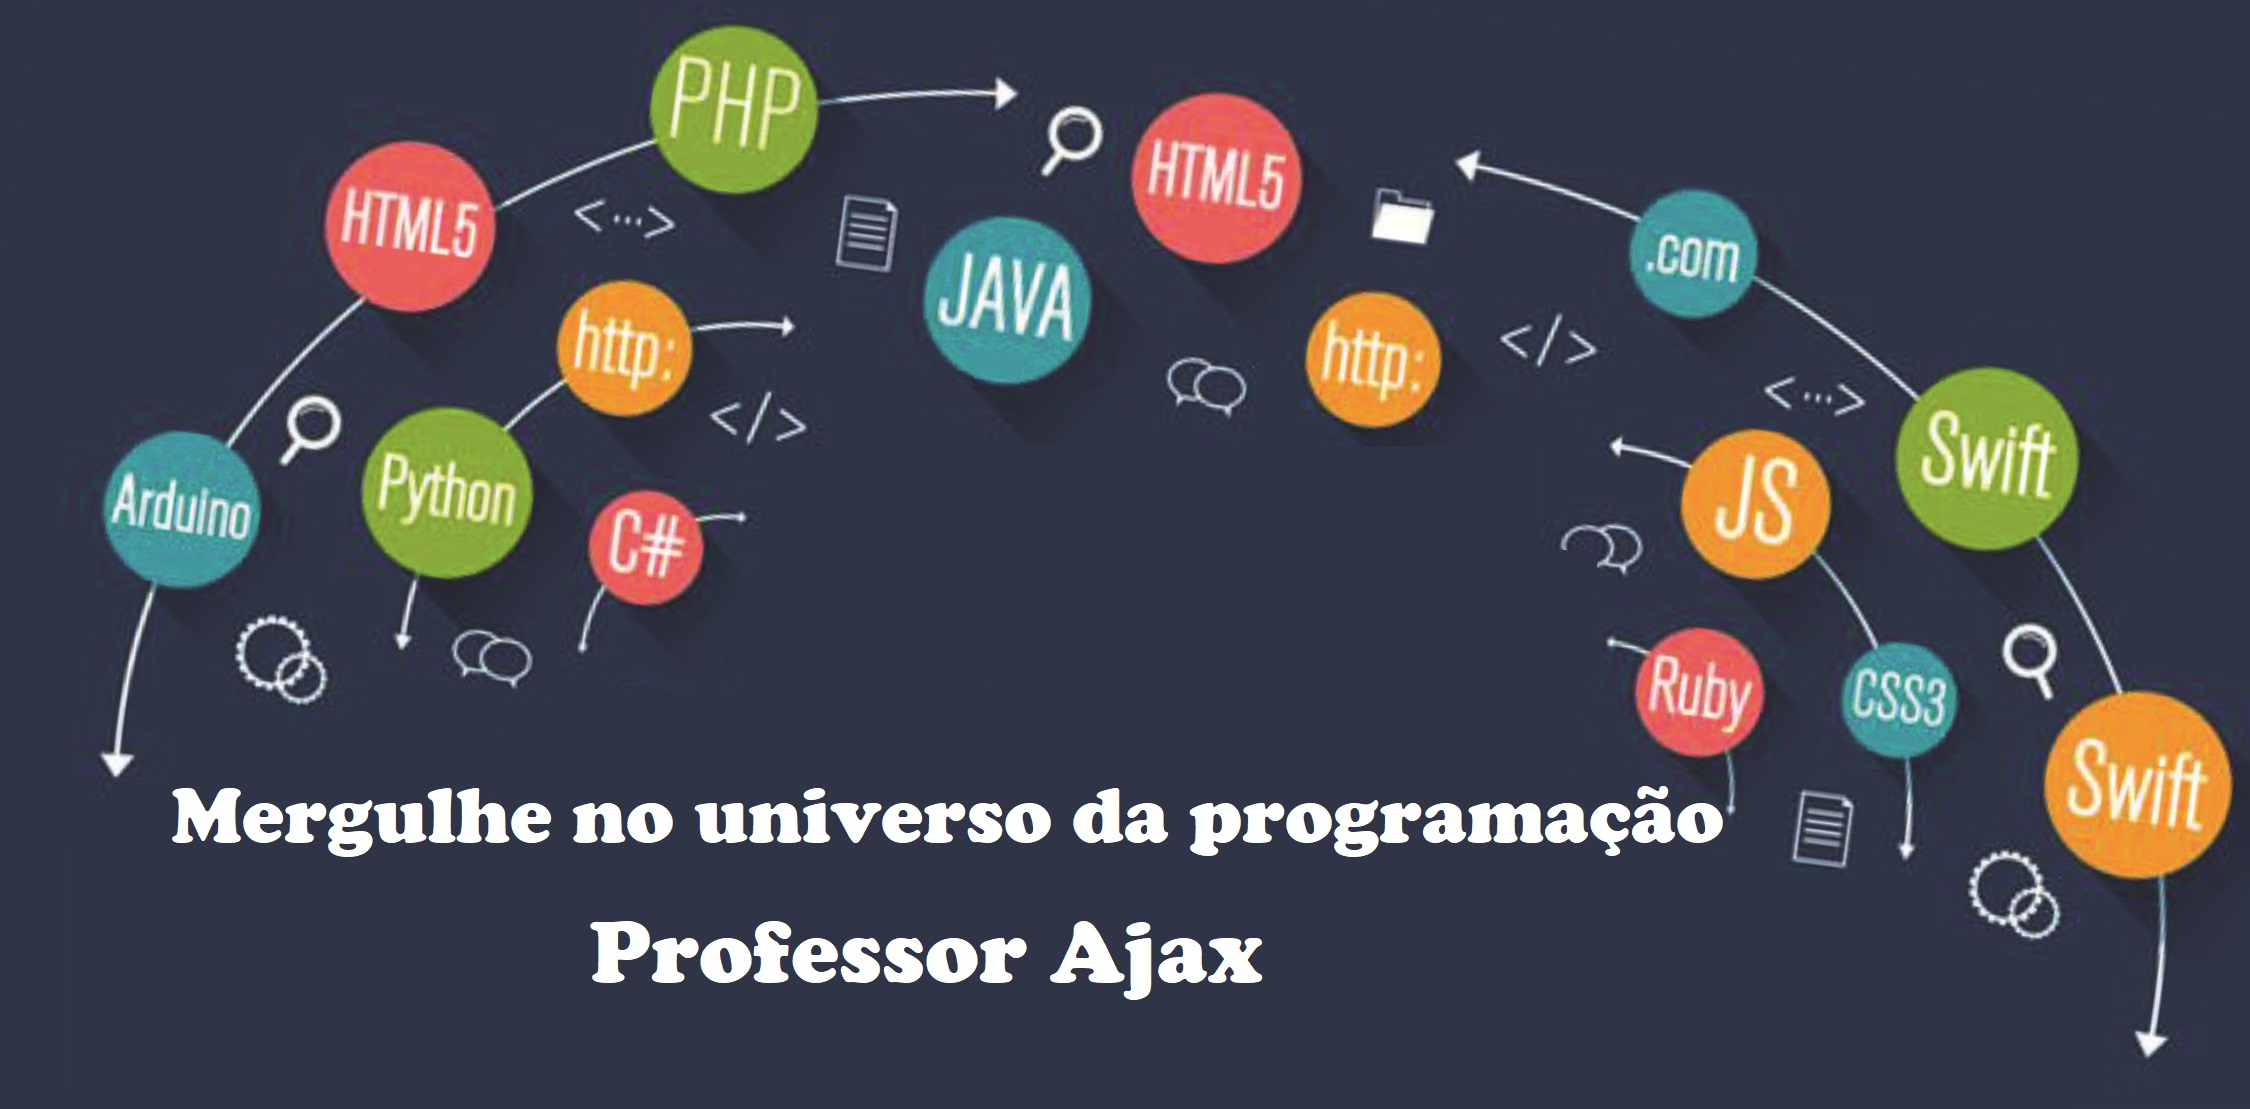 PHP
HTML5
HTML5
.com
JAVA
http:
http:
<...>
</>
</>
<...>
Arduino
Python
C#
JS
Swift
Ruby
CSS3
Swift
Mergulhe no universo da programação
Professor Ajax